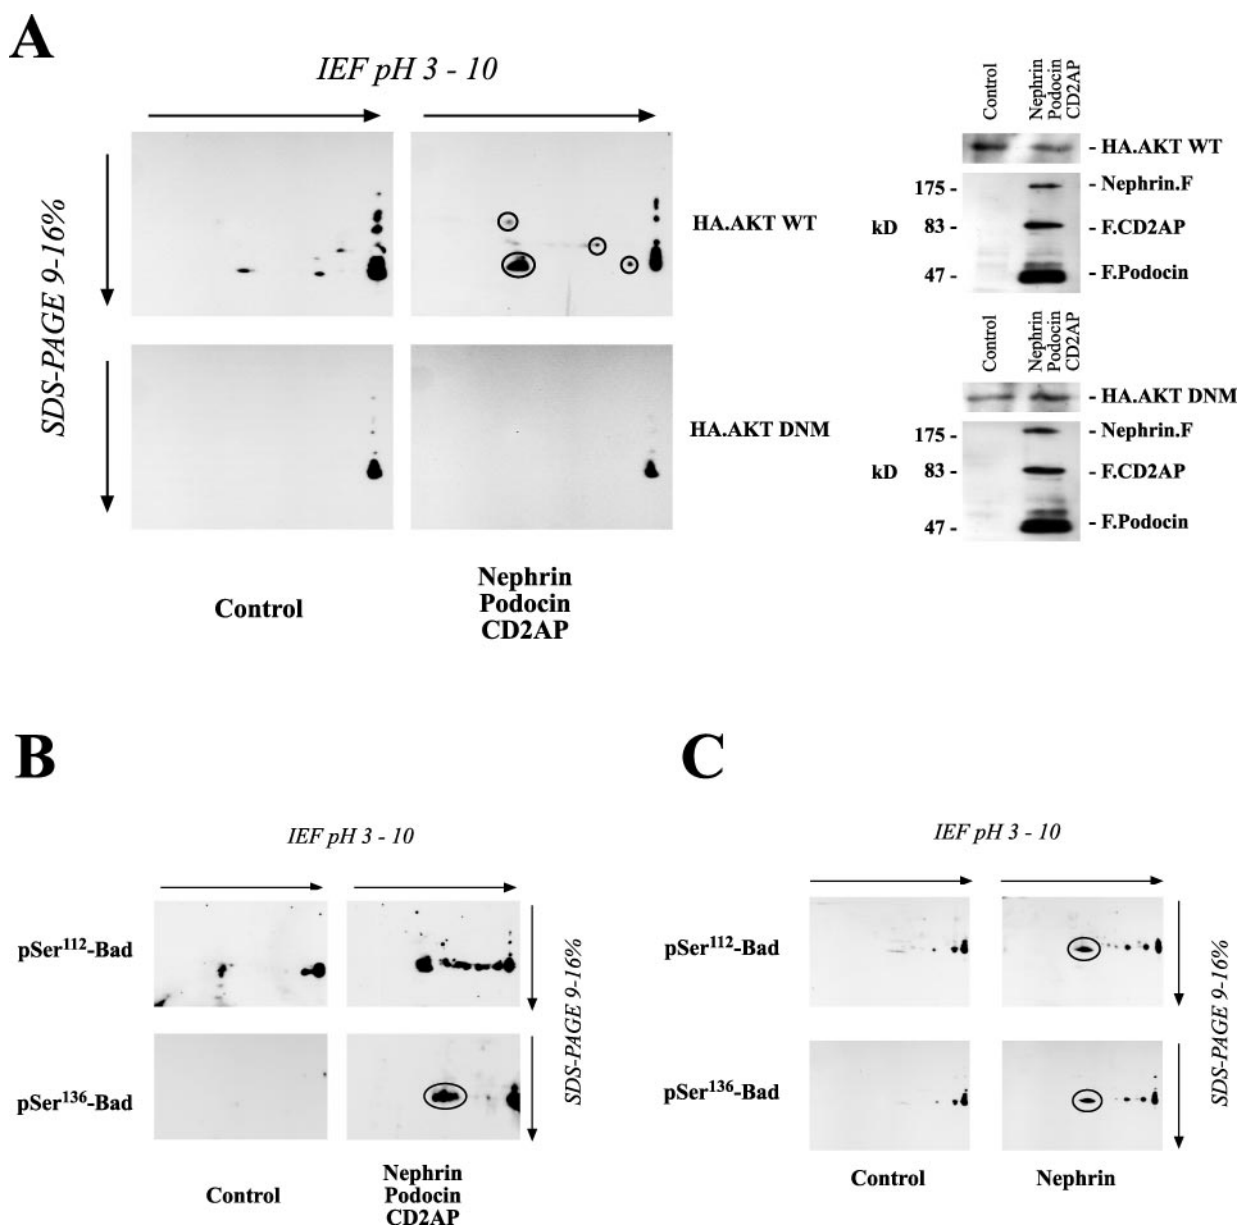 A
IEF pH 3 - 10
SDS-PAGE 9-16%
HA.AKT WT
HA.AKT DNM
Control
Nephrin
Podocin
CD2AP
Control
Nephrin
Podocin
CD2AP
- HA.AKT WT
175 -
- Nephrin.F
kD
83 -
- F.CD2AP
47 -
- F.Podocin
Control
Nephrin
Podocin
CD2AP
- HA.AKT DNM
175 -
- Nephrin.F
kD
83 -
- F.CD2AP
47 -
- F.Podocin
B
IEF pH 3 - 10
pSer112-Bad
pSer136-Bad
SDS-PAGE 9-16%
Control
Nephrin
Podocin
CD2AP
C
IEF pH 3 - 10
pSer112-Bad
pSer136-Bad
SDS-PAGE 9-16%
Control
Nephrin